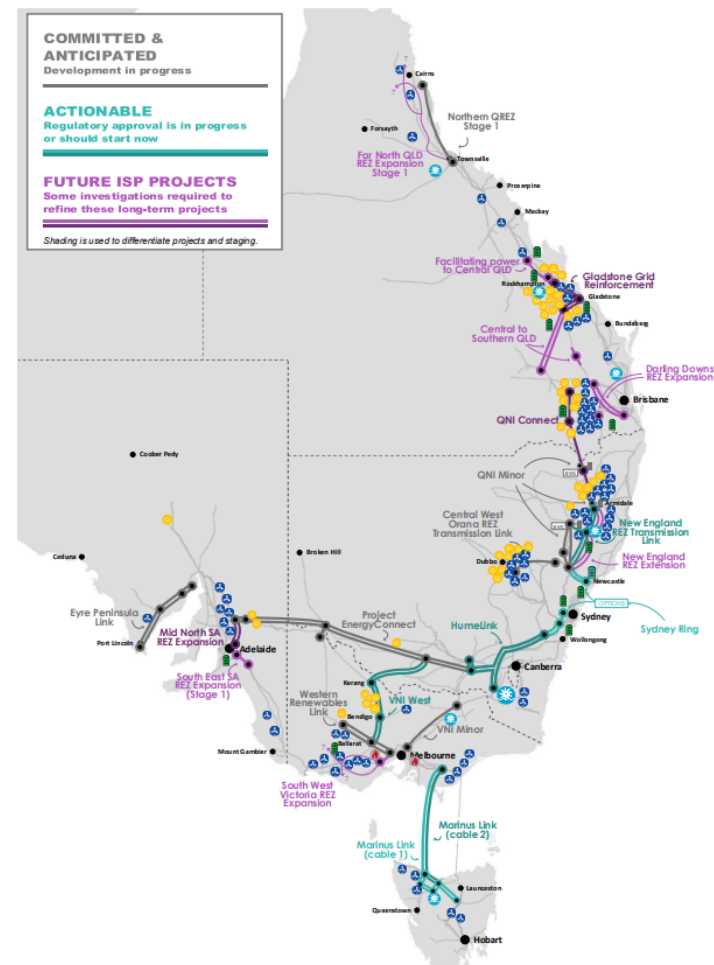 COMMITTED &
ANTICIPATED
Development in progress
ACTIONABLE
Regulatory approval is in progress
or should start now
FUTURE ISP PROJECTS
Some investigations required to
refine these long-term projects
Shading is used to differentiate projects and staging.
Cairns
Forsyth
Northern QREZ
Stage 1
Far North QLD
REZ Expansion
Stage 1
Townsville
Proserpine
Mackay
Facilitating power
to Central QLD
Gladstone Grid
Reinforcement
Rockhampton
Gladstone
Bundaberg
Central to
Southern QLD
Darling Downs
REZ Expansion
Brisbane
QNI Connect
Coober Pedy
QNI Minor
SVC
Armidale
Central West
Orana REZ
Transmission Link
SVC
New England
REZ Transmission
Link
Ceduna
Broken Hill
Dubbo
New England
REZ Extension
Newcastle
OPTIONS
Sydney
Sydney Ring
Eyre Peninsula
Link
Port Lincoln
Mid North SA
REZ Expansion
Adelaide
Project
EnergyConnect
HumeLink
Wollongong
Canberra
South East SA
REZ Expansion
(Stage 1)
Kerang
VNI West
Western
Renewables
Link
Bendigo
VNI Minor
Ballarat
Mount Gambier
Melbourne
South West
Victoria REZ
Expansion
Marinus Link
(cable 2)
Marinus Link
(cable 1)
Launceston
Queenstown
Hobart